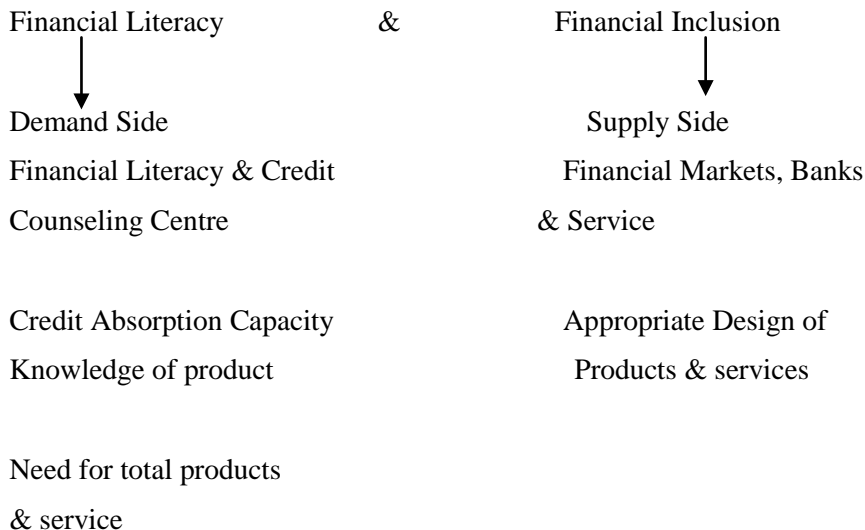 Financial Literacy & Financial Inclusion
Demand Side Supply Side
Financial Literacy & Credit Financial Markets, Banks
Counseling Centre & Service
Credit Absorption Capacity Appropriate Design of
Knowledge of product Products & services
Need for total products
& service